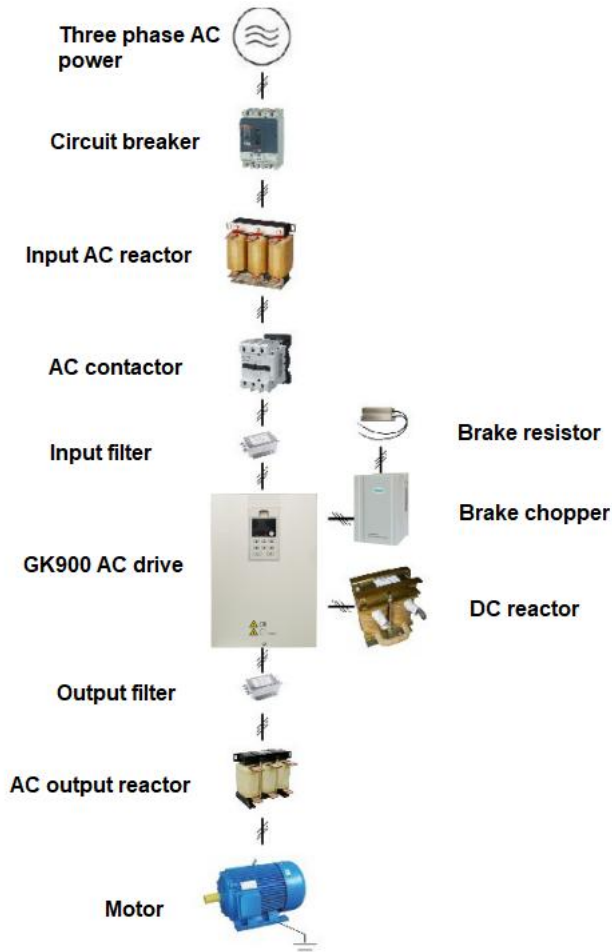 Three phase AC
power
Circuit breaker
Input AC reactor
AC contactor
Input filter
Brake resistor
Brake chopper
GK900 AC drive
DC reactor
Output filter
AC output reactor
Motor